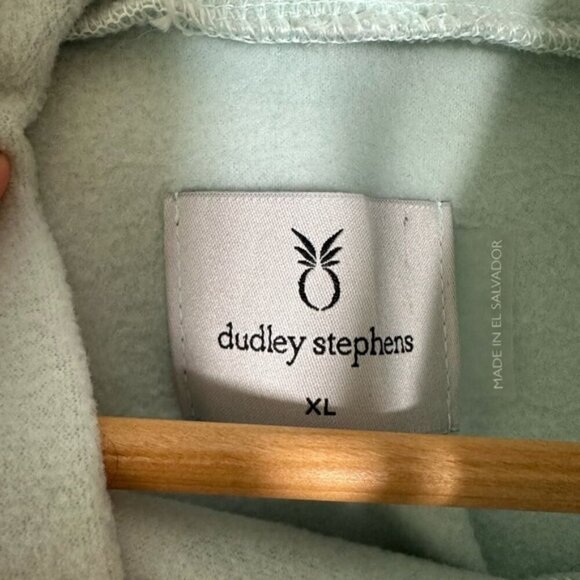 dudley stephens
XL
MADE IN EL SALVADOR